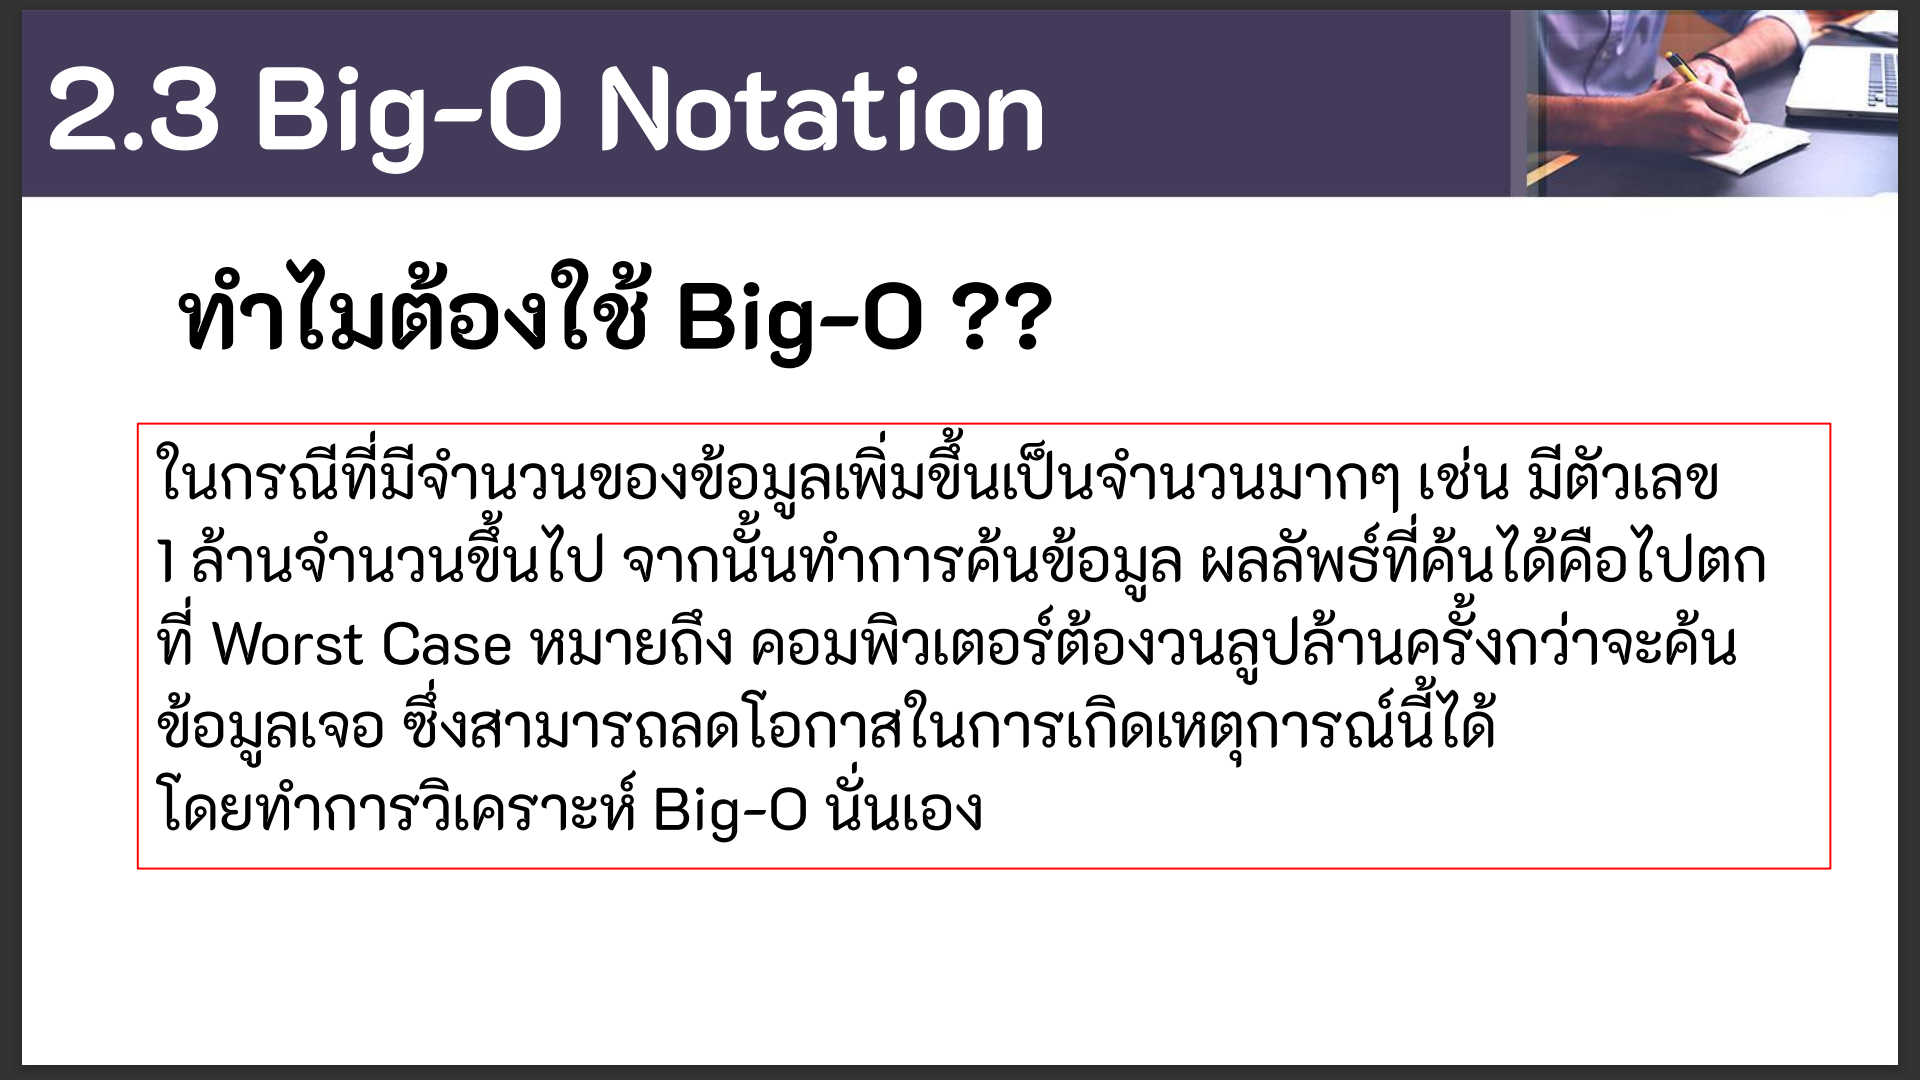 2.3 Big-O Notation
ทำไมต้องใช้ Big-O ??
ในกรณีที่มีจำนวนของข้อมูลเพิ่มขึ้นเป็นจำนวนมากๆ เช่น มีตัวเลข
1 ล้านจำนวนขึ้นไป จากนั้นทำการค้นข้อมูล ผลลัพธ์ที่ค้นได้คือไปตก
ที่ Worst Case หมายถึง คอมพิวเตอร์ต้องวนลูปล้านครั้งกว่าจะค้น
ข้อมูลเจอ ซึ่งสามารถลดโอกาสในการเกิดเหตุการณ์นี้ได้
โดยทำการวิเคราะห์ Big-O นั่นเอง